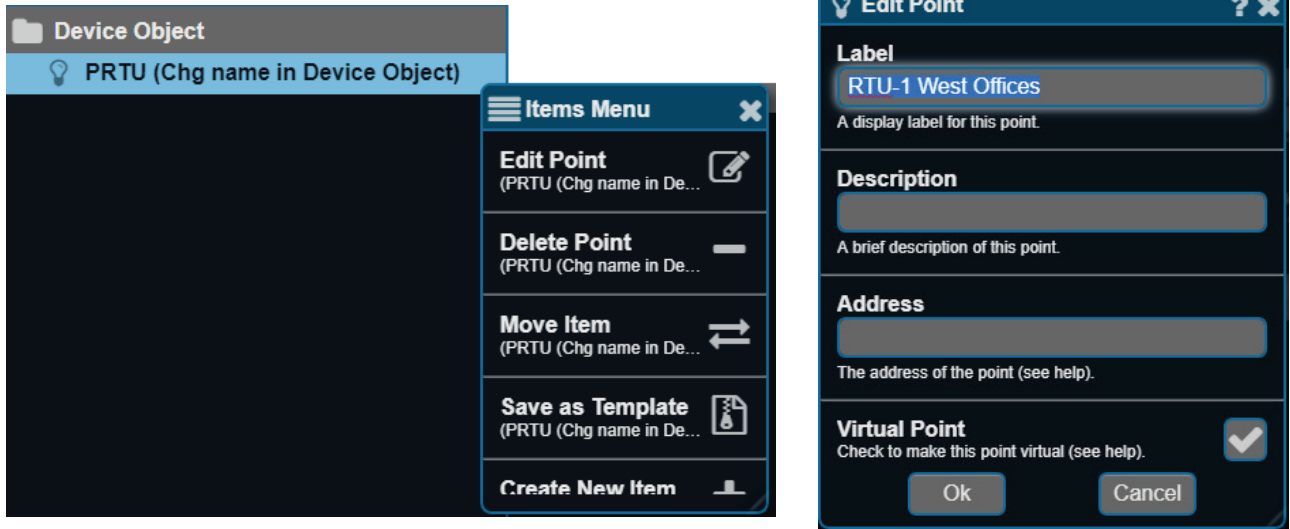 Device Object
PRTU (Chg name in Device Object)
Items Menu
Edit Point
(PRTU (Chg name in De...
Delete Point
(PRTU (Chg name in De...
Move Item
(PRTU (Chg name in De...
Save as Template
(PRTU (Chg name in De...
Create New Item
Edit Point
?
Label
RTU-1 West Offices
A display label for this point.
Description
A brief description of this point.
Address
The address of the point (see help).
Virtual Point
Check to make this point virtual (see help).
Ok Cancel